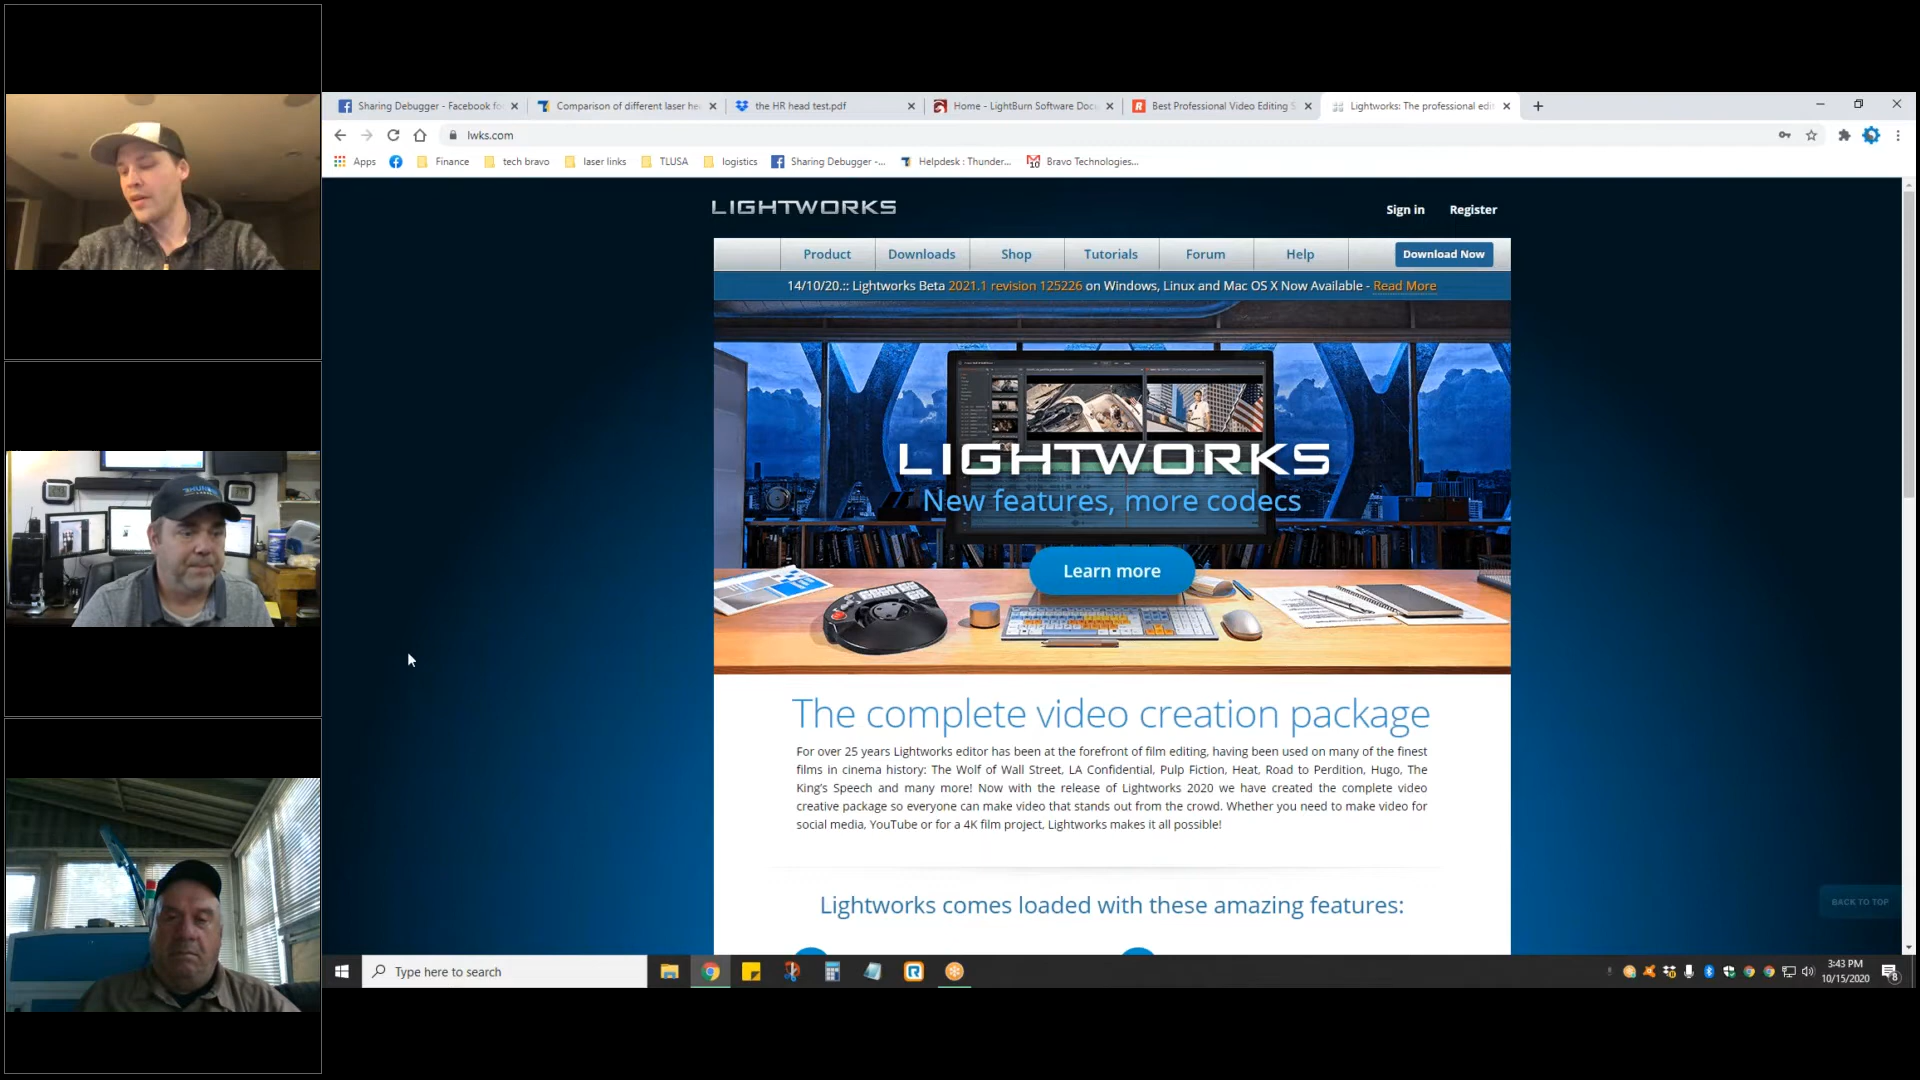 Sharing Debugger - Facebook fo
Comparison of different laser he
the HR head test.pdf
Home - LightBurn Software Doc
Best Professional Video Editing S
Lightworks: The professional edi
lwks.com
Apps
Finance
tech bravo
laser links
TLUSA
logistics
Sharing Debugger -...
Helpdesk : Thunder...
Bravo Technologies...
LIGHTWORKS
Sign in
Register
Product
Downloads
Shop
Tutorials
Forum
Help
Download Now
14/10/20.:: Lightworks Beta 2021.1 revision 125226 on Windows, Linux and Mac OS X Now Available - Read More
LIGHTWORKS
New features, more codecs
Learn more
The complete video creation package
For over 25 years Lightworks editor has been at the forefront of film editing, having been used on many of the finest
films in cinema history: The Wolf of Wall Street, LA Confidential, Pulp Fiction, Heat, Road to Perdition, Hugo, The
King's Speech and many more! Now with the release of Lightworks 2020 we have created the complete video
creative package so everyone can make video that stands out from the crowd. Whether you need to make video for
social media, YouTube or for a 4K film project, Lightworks makes it all possible!
Lightworks comes loaded with these amazing features:
BACK TO TOP
Type here to search
3:43 PM
10/15/2020
8